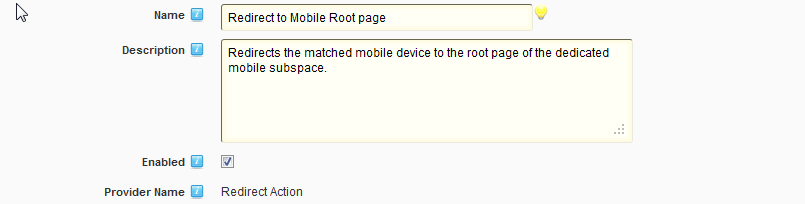 Name Redirect to Mobile Root page
Description Redirects the matched mobile device to the root page of the dedicated
mobile subspace.
Enabled
Provider Name Redirect Action